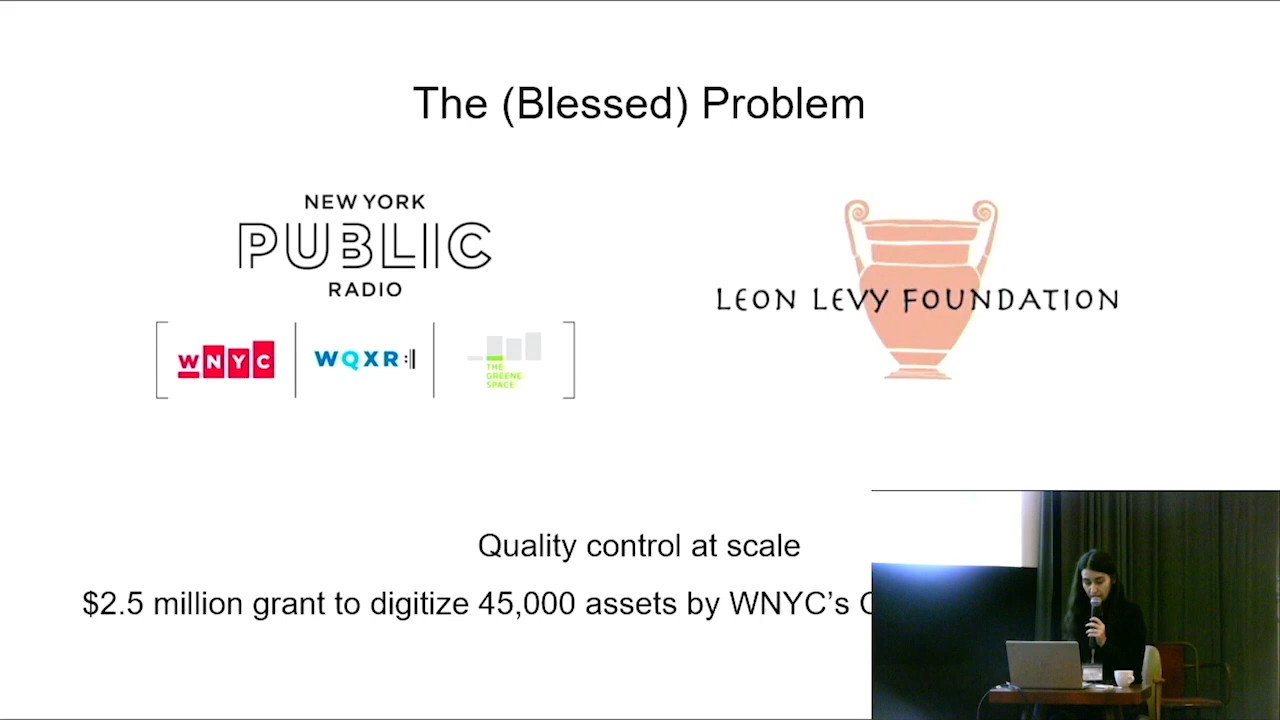 The (Blessed) Problem
NEW YORK
PUBLIC
RADIO
WNYC
WQXR
THE
GREENE
SPACE
LEON LEVY FOUNDATION
Quality control at scale
$2.5 million grant to digitize 45,000 assets by WNYC’s